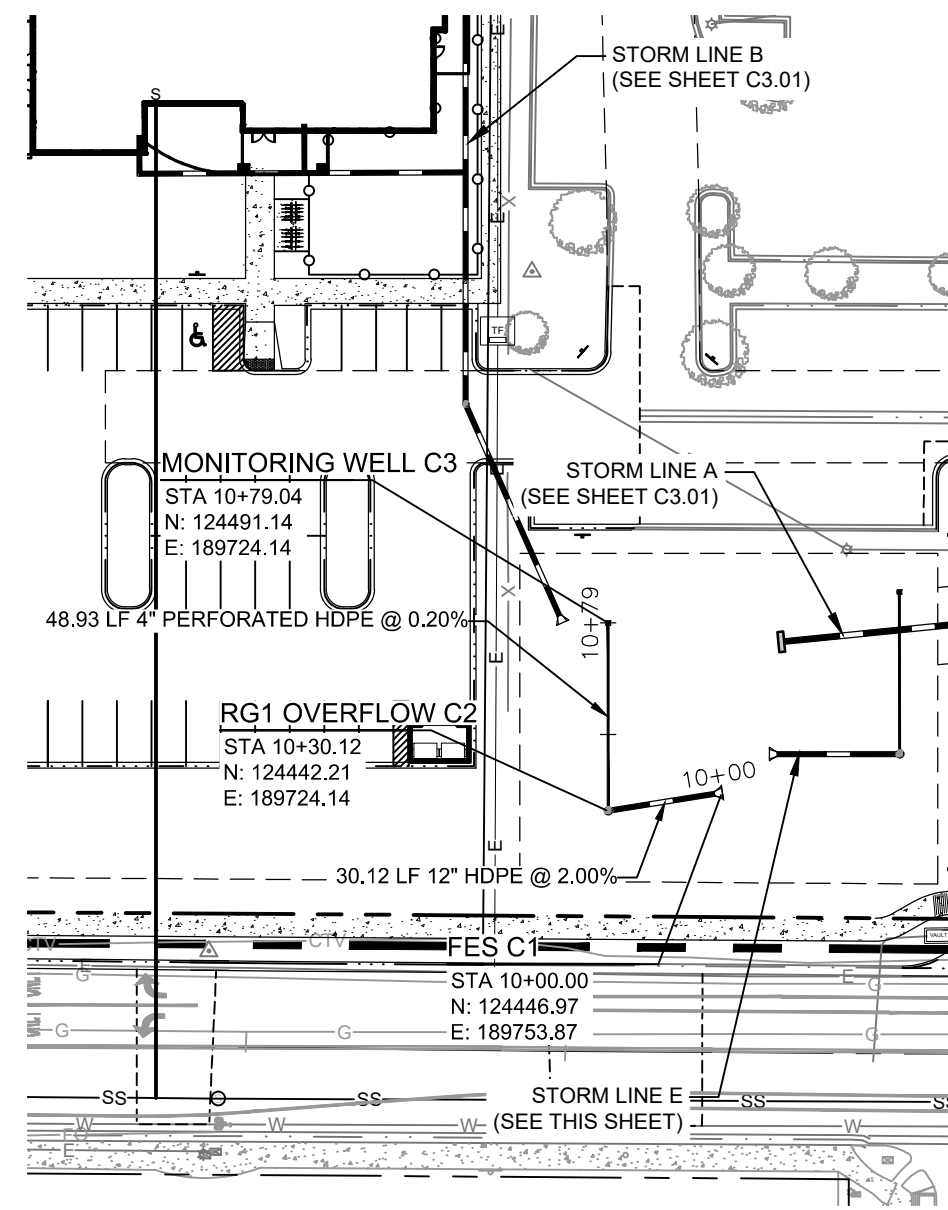 STORM LINE B
(SEE SHEET C3.01)
S
E
E
X
TF
MONITORING WELL C3
STA 10+79.04
N: 124491.14
E: 189724.14
STORM LINE A
(SEE SHEET C3.01)
E
X
10+79
48.93 LF 4" PERFORATED HDPE @ 0.20%
E
RG1 OVERFLOW C2
STA 10+30.12
N: 124442.21
E: 189724.14
10+00
E
30.12 LF 12" HDPE @ 2.00%
VAULT
CTV
CTV
FES C1
STA 10+00.00
N: 124446.97
E: 189753.87
E
G
E
G
G
G
G
G
STORM LINE E
(SEE THIS SHEET)
SS
SS
SS
SS
W
W
W
W
E